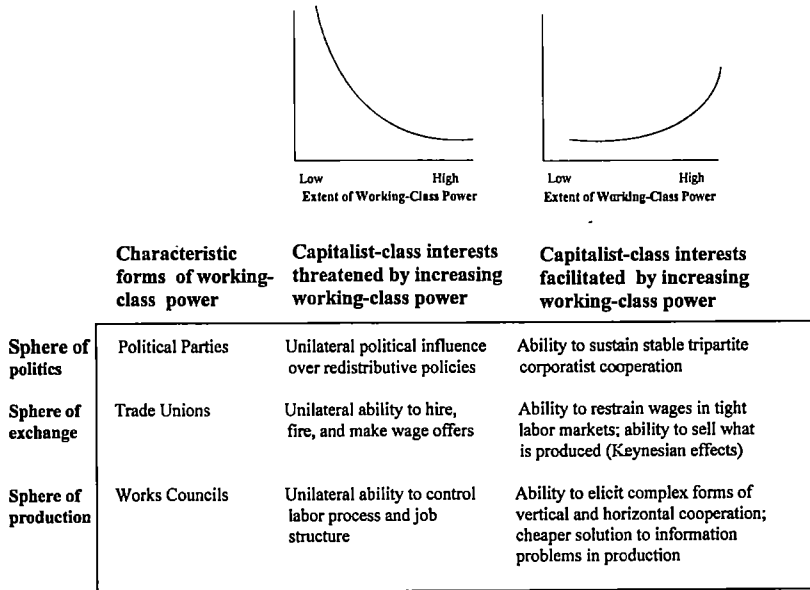 Low High
Extent of Working-Class Power
Low High
Extent of Working-Class Power
Characteristic
forms of working-
class power
Capitalist-class interests
threatened by increasing
working-class power
Capitalist-class interests
facilitated by increasing
working-class power
Sphere of
politics
Political Parties
Unilateral political influence
over redistributive policies
Ability to sustain stable tripartite
corporatist cooperation
Sphere of
exchange
Trade Unions
Unilateral ability to hire,
fire, and make wage offers
Ability to restrain wages in tight
labor markets; ability to sell what
is produced (Keynesian effects)
Sphere of
production
Works Councils
Unilateral ability to control
labor process and job
structure
Ability to elicit complex forms of
vertical and horizontal cooperation;
cheaper solution to information
problems in production